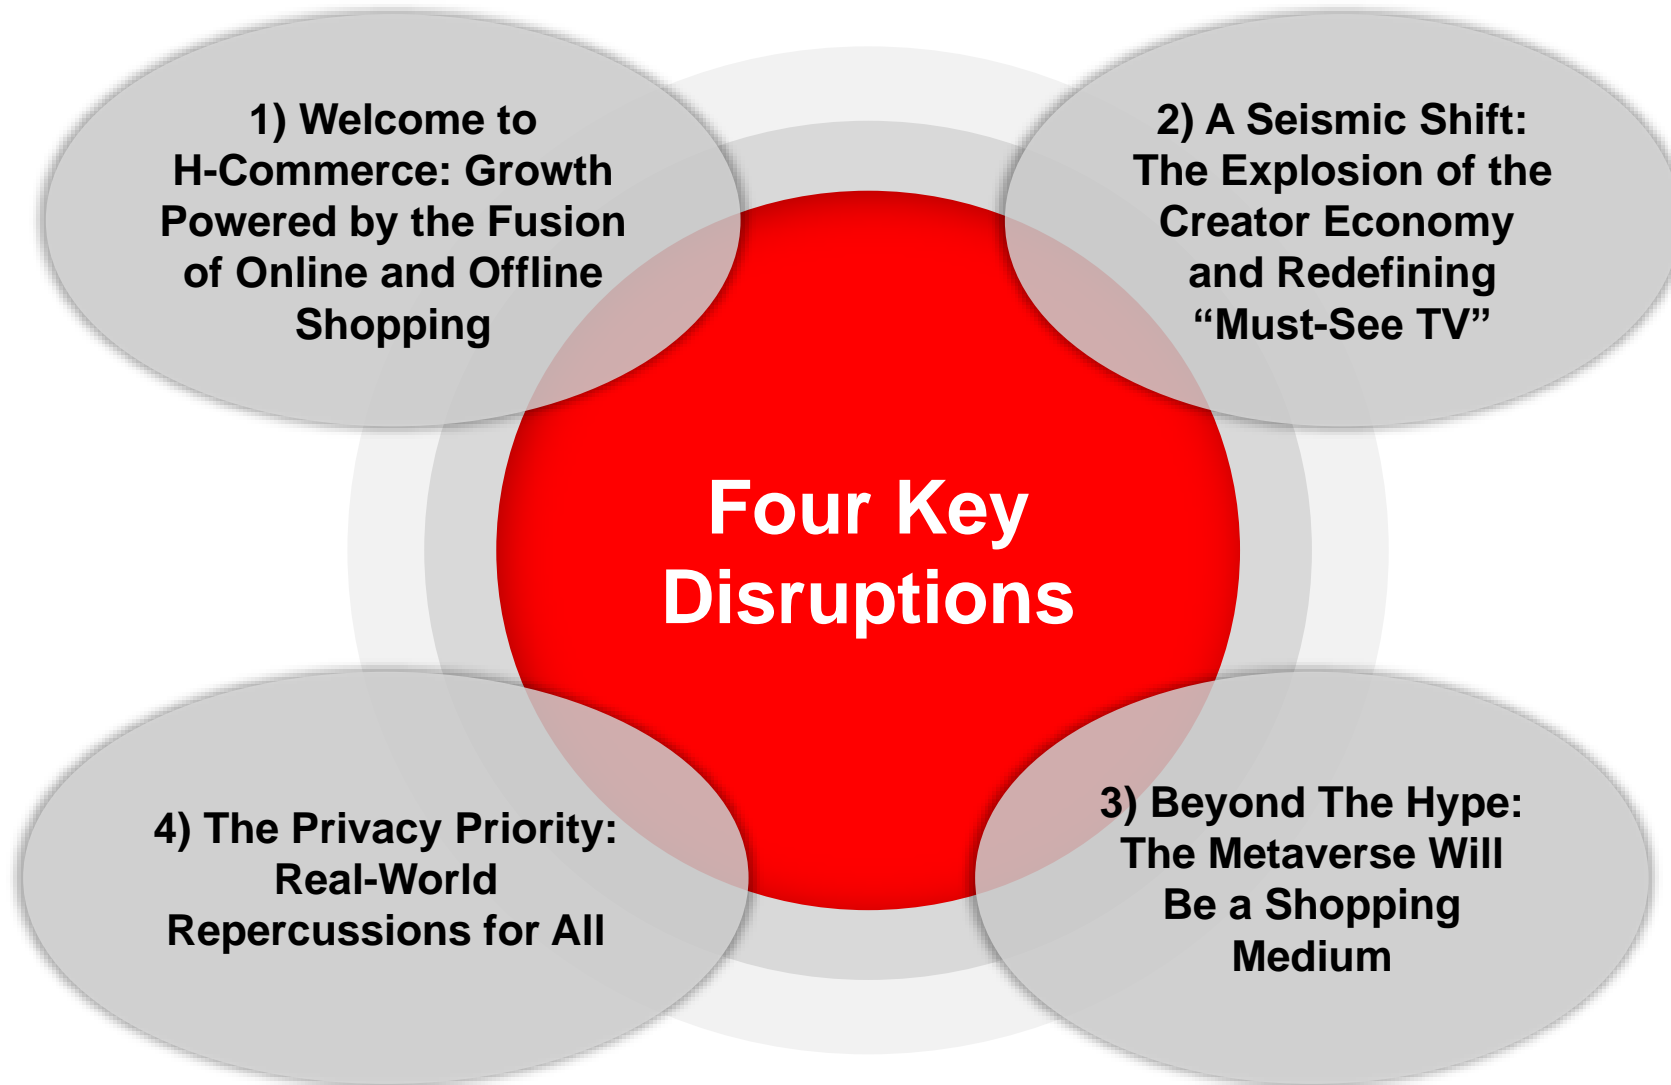 1) Welcome to
H-Commerce: Growth
Powered by the Fusion
of Online and Offline
Shopping
2) A Seismic Shift:
The Explosion of the
Creator Economy
and Redefining
“Must-See TV”
Four Key
Disruptions
3) Beyond The Hype:
The Metaverse Will
Be a Shopping
Medium
4) The Privacy Priority:
Real-World
Repercussions for All